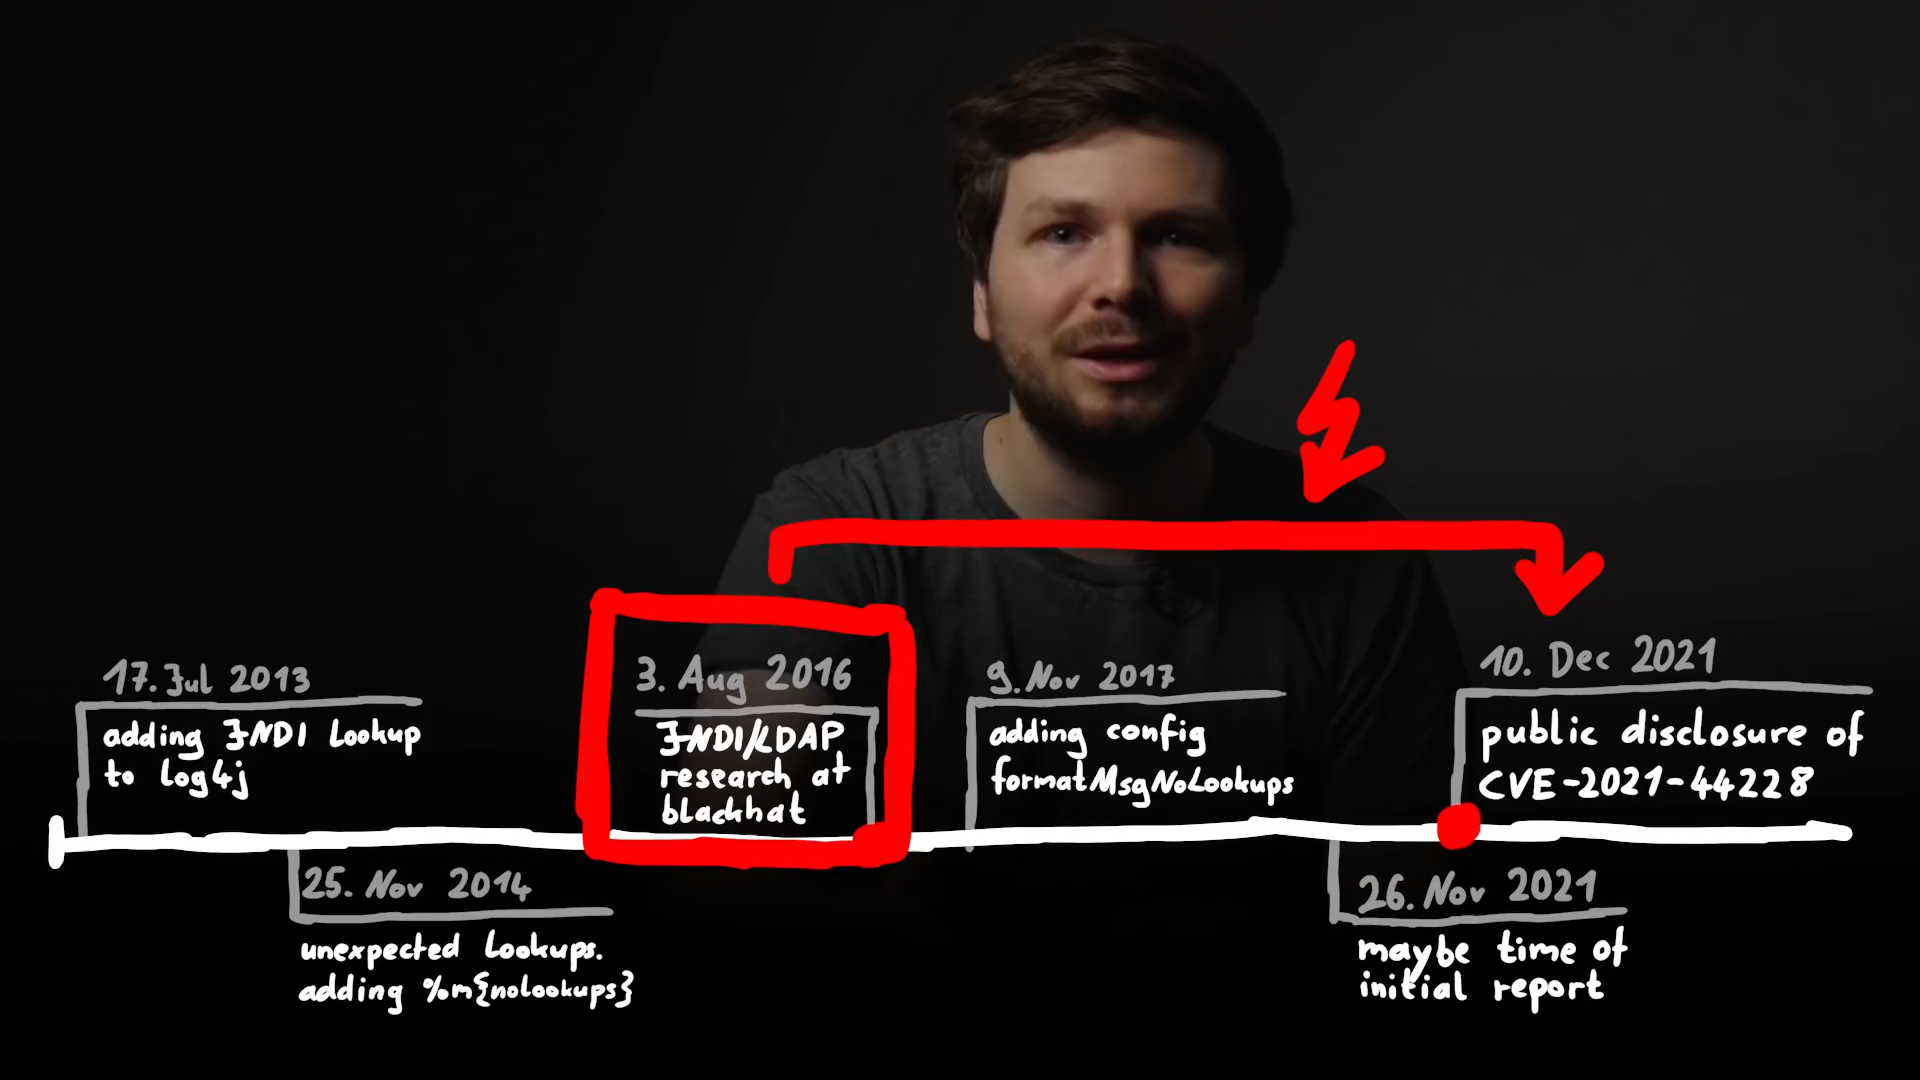 17. Jul 2013
adding JNDI Lookup
to log4j
25. Nov 2014
unexpected Lookups.
adding %m{nolookups}
3. Aug 2016
JNDI/LDAP
research at
blackhat
9. Nov 2017
adding config
formatMsgNoLookups
26. Nov 2021
maybe time of
initial report
10. Dec 2021
public disclosure of
CVE-2021-44228